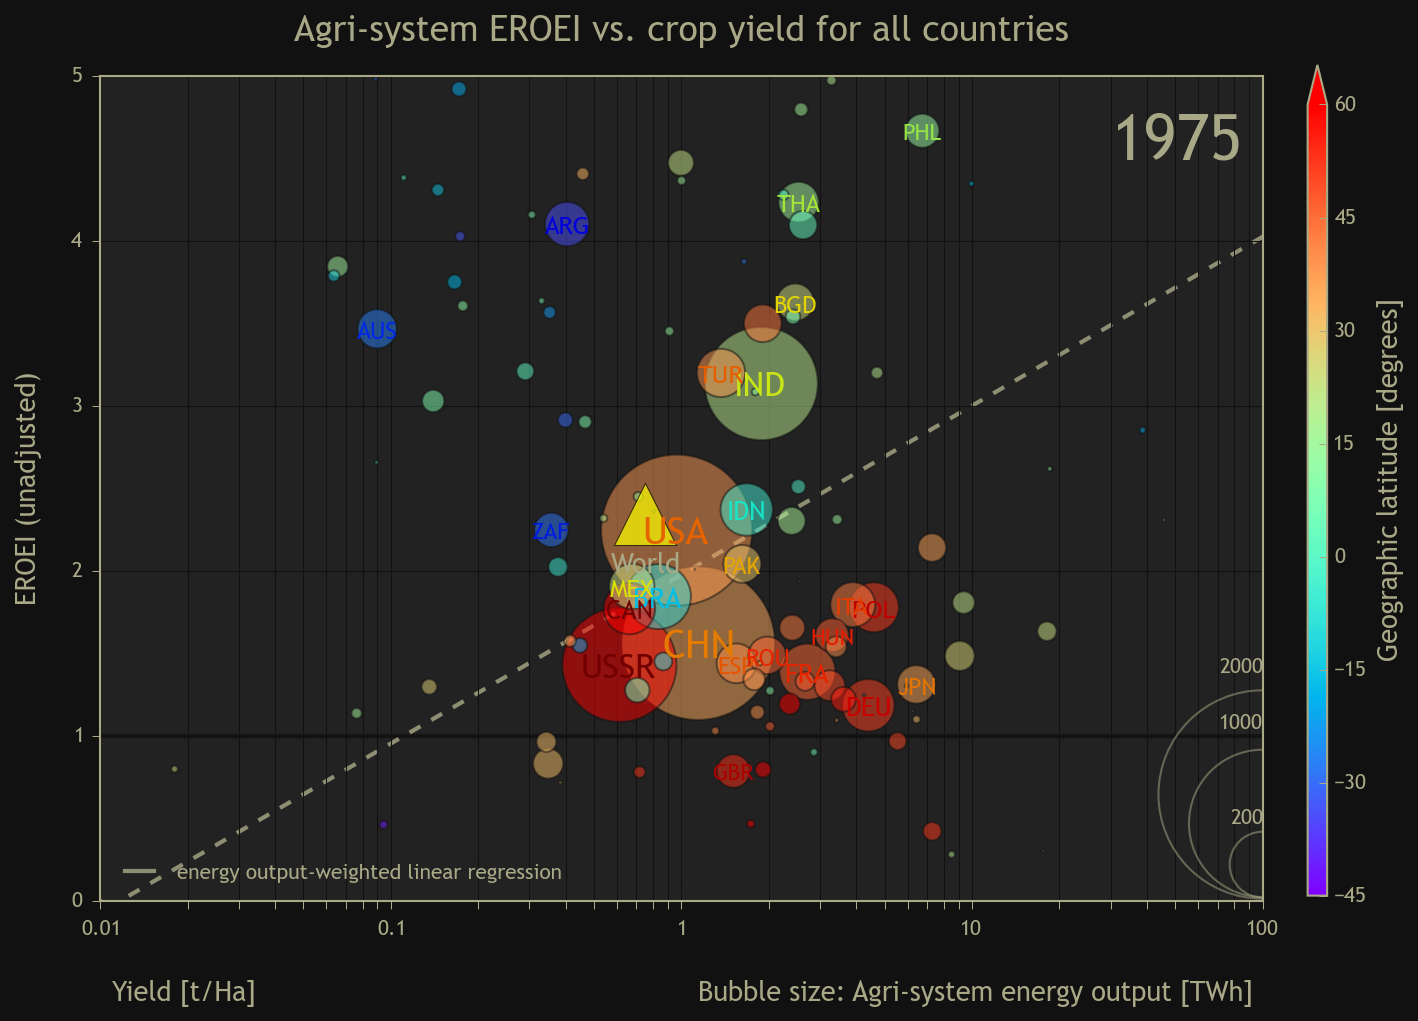 Agri-system EROEI vs. crop yield for all countries
1975
EROEI (unadjusted)
5
4
3
2
1
0
PHL
THA
ARG
BGD
AUS
TUR
IND
IDN
USA
ZAF
World
PAK
MEX
BRA
CAN
ITA
POL
HUN
CHN
ROU
ESP
USSR
FRA
JPN
DEU
GBR
2000
1000
200
energy output-weighted linear regression
0.01
0.1
1
10
100
Yield [t/Ha]
Bubble size: Agri-system energy output [TWh]
60
45
30
15
0
−15
−30
−45
Geographic latitude [degrees]